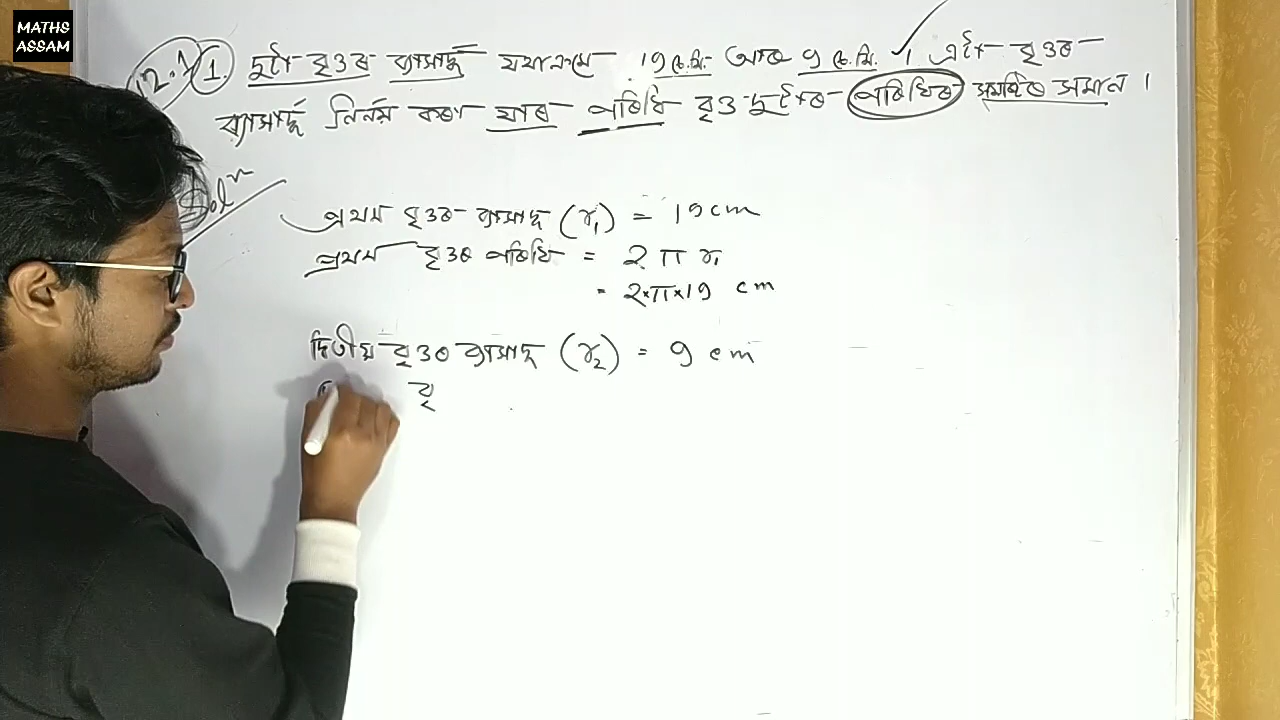 MATHS
ASSAM
12.1 1. দুটা বৃত্তৰ ব্যাসাৰ্দ্ধ যথাক্ৰমে 19 চে.মি. আৰু 9 চে.মি. । এটা বৃত্তৰ
ব্যাসাৰ্দ্ধ নিৰ্ণয় কৰা যাৰ পৰিধি বৃত্ত দুটাৰ পৰিধিৰ সমষ্টিৰ সমান ।
Solⁿ
প্ৰথম বৃত্তৰ ব্যাসাৰ্দ্ধ (r₁) = 19 cm
প্ৰথম বৃত্তৰ পৰিধি = 2 π r₁
= 2×π×19 cm
দ্বিতীয় বৃত্তৰ ব্যাসাৰ্দ্ধ (r₂) = 9 cm
বৃ